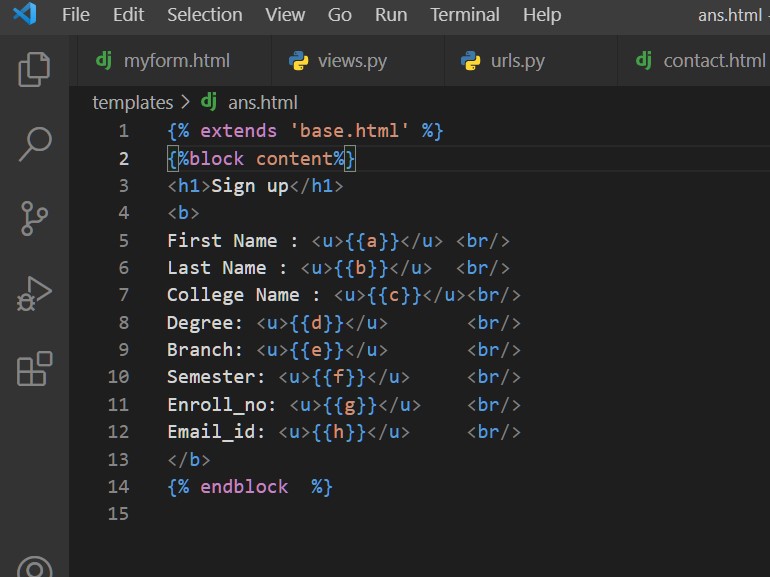 File Edit Selection View Go Run Terminal Help ans.html -
dj myform.html views.py urls.py dj contact.html
templates > dj ans.html
1 {% extends 'base.html' %}
2 {%block content%}
3 <h1>Sign up</h1>
4 <b>
5 First Name : <u>{{a}}</u> <br/>
6 Last Name : <u>{{b}}</u>  <br/>
7 College Name : <u>{{c}}</u><br/>
8 Degree: <u>{{d}}</u>       <br/>
9 Branch: <u>{{e}}</u>       <br/>
10 Semester: <u>{{f}}</u>     <br/>
11 Enroll_no: <u>{{g}}</u>    <br/>
12 Email_id: <u>{{h}}</u>     <br/>
13 </b>
14 {% endblock  %}
15